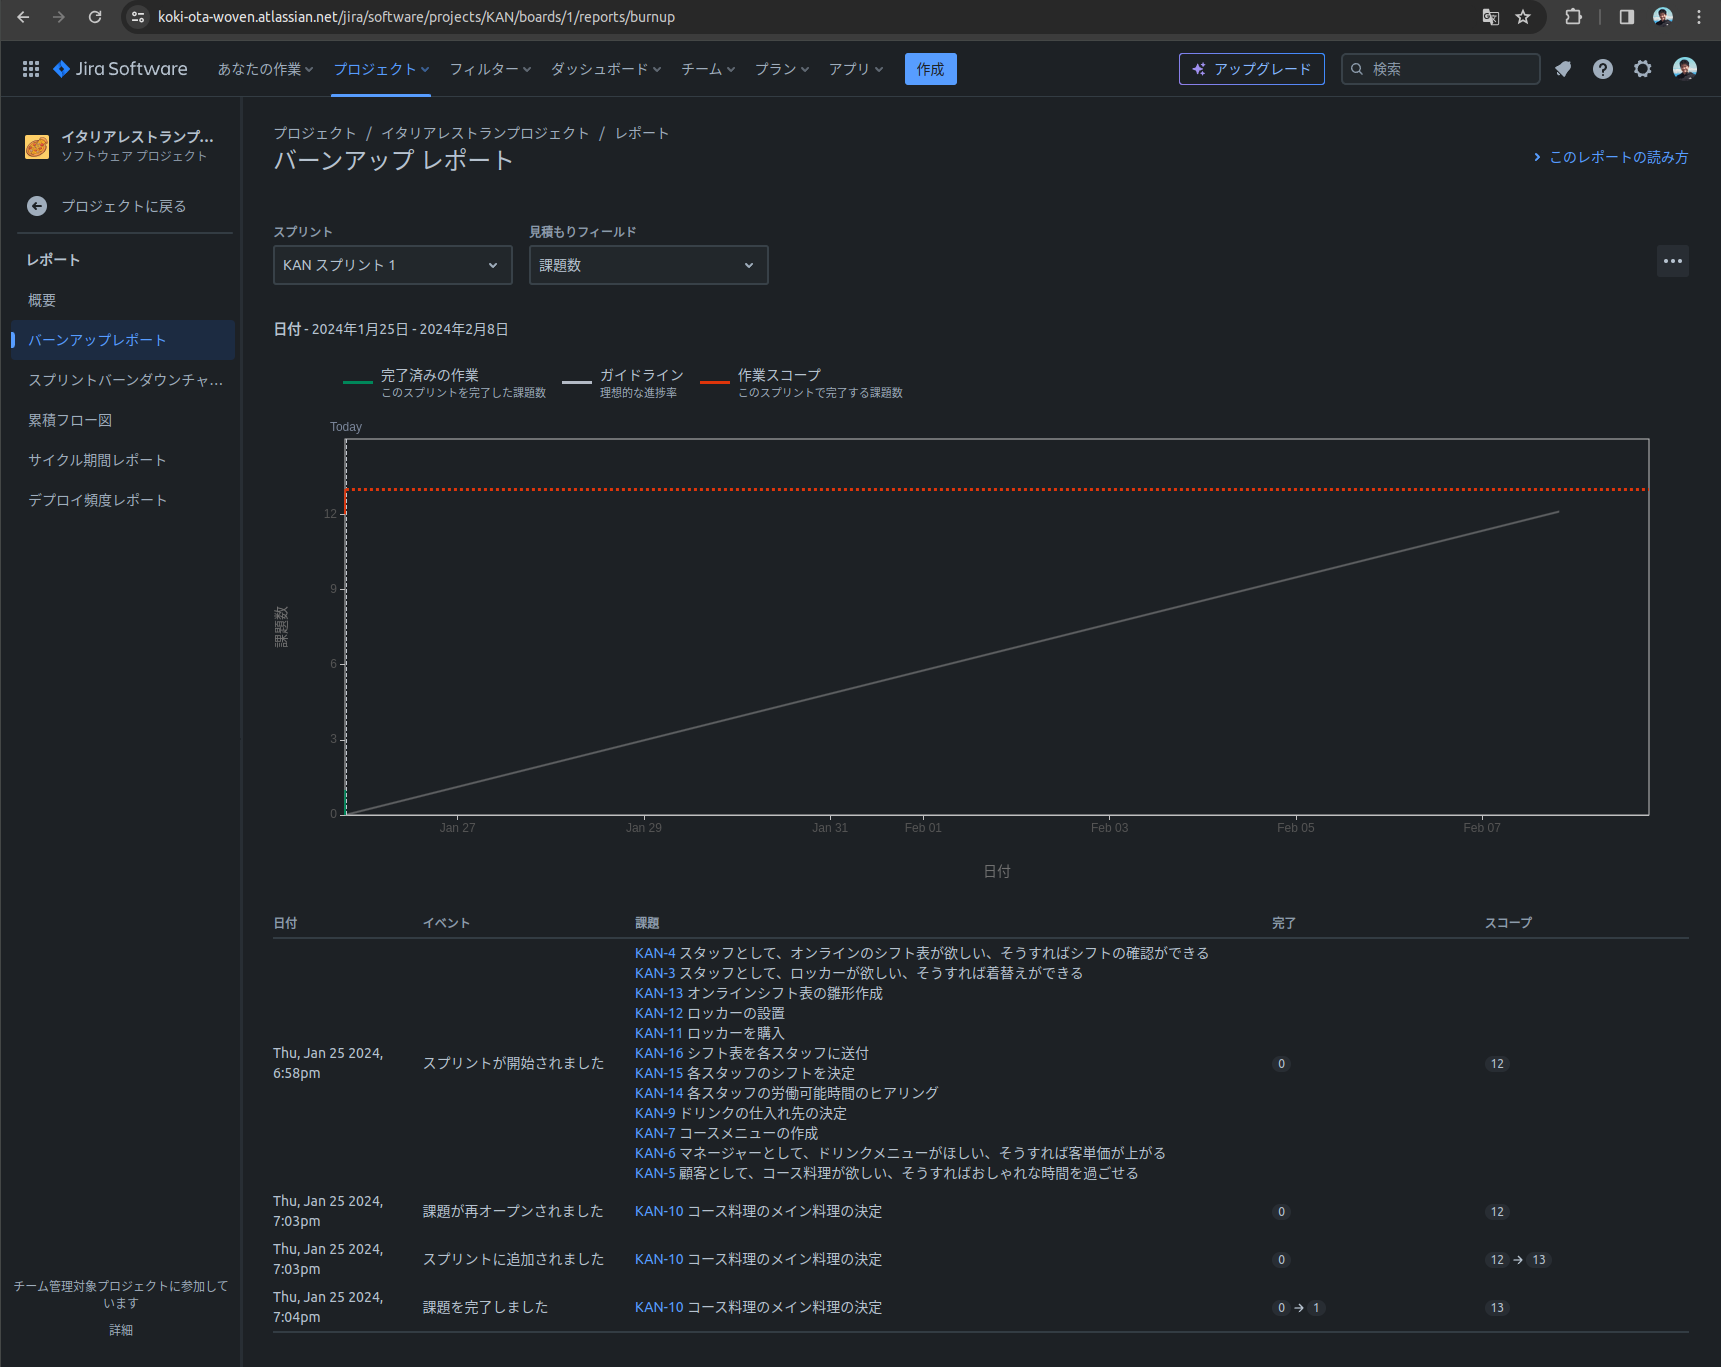 koki-ota-woven.atlassian.net/jira/software/projects/KAN/boards/1/reports/burnup
Jira Software
あなたの作業
プロジェクト
フィルター
ダッシュボード
チーム
プラン
アプリ
作成
アップグレード
検索
イタリアレストランプ...
ソフトウェア プロジェクト
プロジェクトに戻る
レポート
概要
バーンアップレポート
スプリントバーンダウンチャ...
累積フロー図
サイクル期間レポート
デプロイ頻度レポート
チーム管理対象プロジェクトに参加して
います
詳細
プロジェクト / イタリアレストランプロジェクト / レポート
バーンアップ レポート
このレポートの読み方
スプリント
KAN スプリント 1
見積もりフィールド
課題数
日付 - 2024年1月25日 - 2024年2月8日
完了済みの作業
このスプリントを完了した課題数
ガイドライン
理想的な進捗率
作業スコープ
このスプリントで完了する課題数
Today
12
9
6
3
0
課題数
Jan 27
Jan 29
Jan 31
Feb 01
Feb 03
Feb 05
Feb 07
日付
日付 イベント 課題 完了 スコープ
Thu, Jan 25 2024,
6:58pm
スプリントが開始されました
KAN-4 スタッフとして、オンラインのシフト表が欲しい、そうすればシフトの確認ができる
KAN-3 スタッフとして、ロッカーが欲しい、そうすれば着替えができる
KAN-13 オンラインシフト表の雛形作成
KAN-12 ロッカーの設置
KAN-11 ロッカーを購入
KAN-16 シフト表を各スタッフに送付
KAN-15 各スタッフのシフトを決定
KAN-14 各スタッフの労働可能時間のヒアリング
KAN-9 ドリンクの仕入れ先の決定
KAN-7 コースメニューの作成
KAN-6 マネージャーとして、ドリンクメニューがほしい、そうすれば客単価が上がる
KAN-5 顧客として、コース料理が欲しい、そうすればおしゃれな時間を過ごせる
0
12
Thu, Jan 25 2024,
7:03pm
課題が再オープンされました
KAN-10 コース料理のメイン料理の決定
0
12
Thu, Jan 25 2024,
7:03pm
スプリントに追加されました
KAN-10 コース料理のメイン料理の決定
0
12 → 13
Thu, Jan 25 2024,
7:04pm
課題を完了しました
KAN-10 コース料理のメイン料理の決定
0 → 1
13